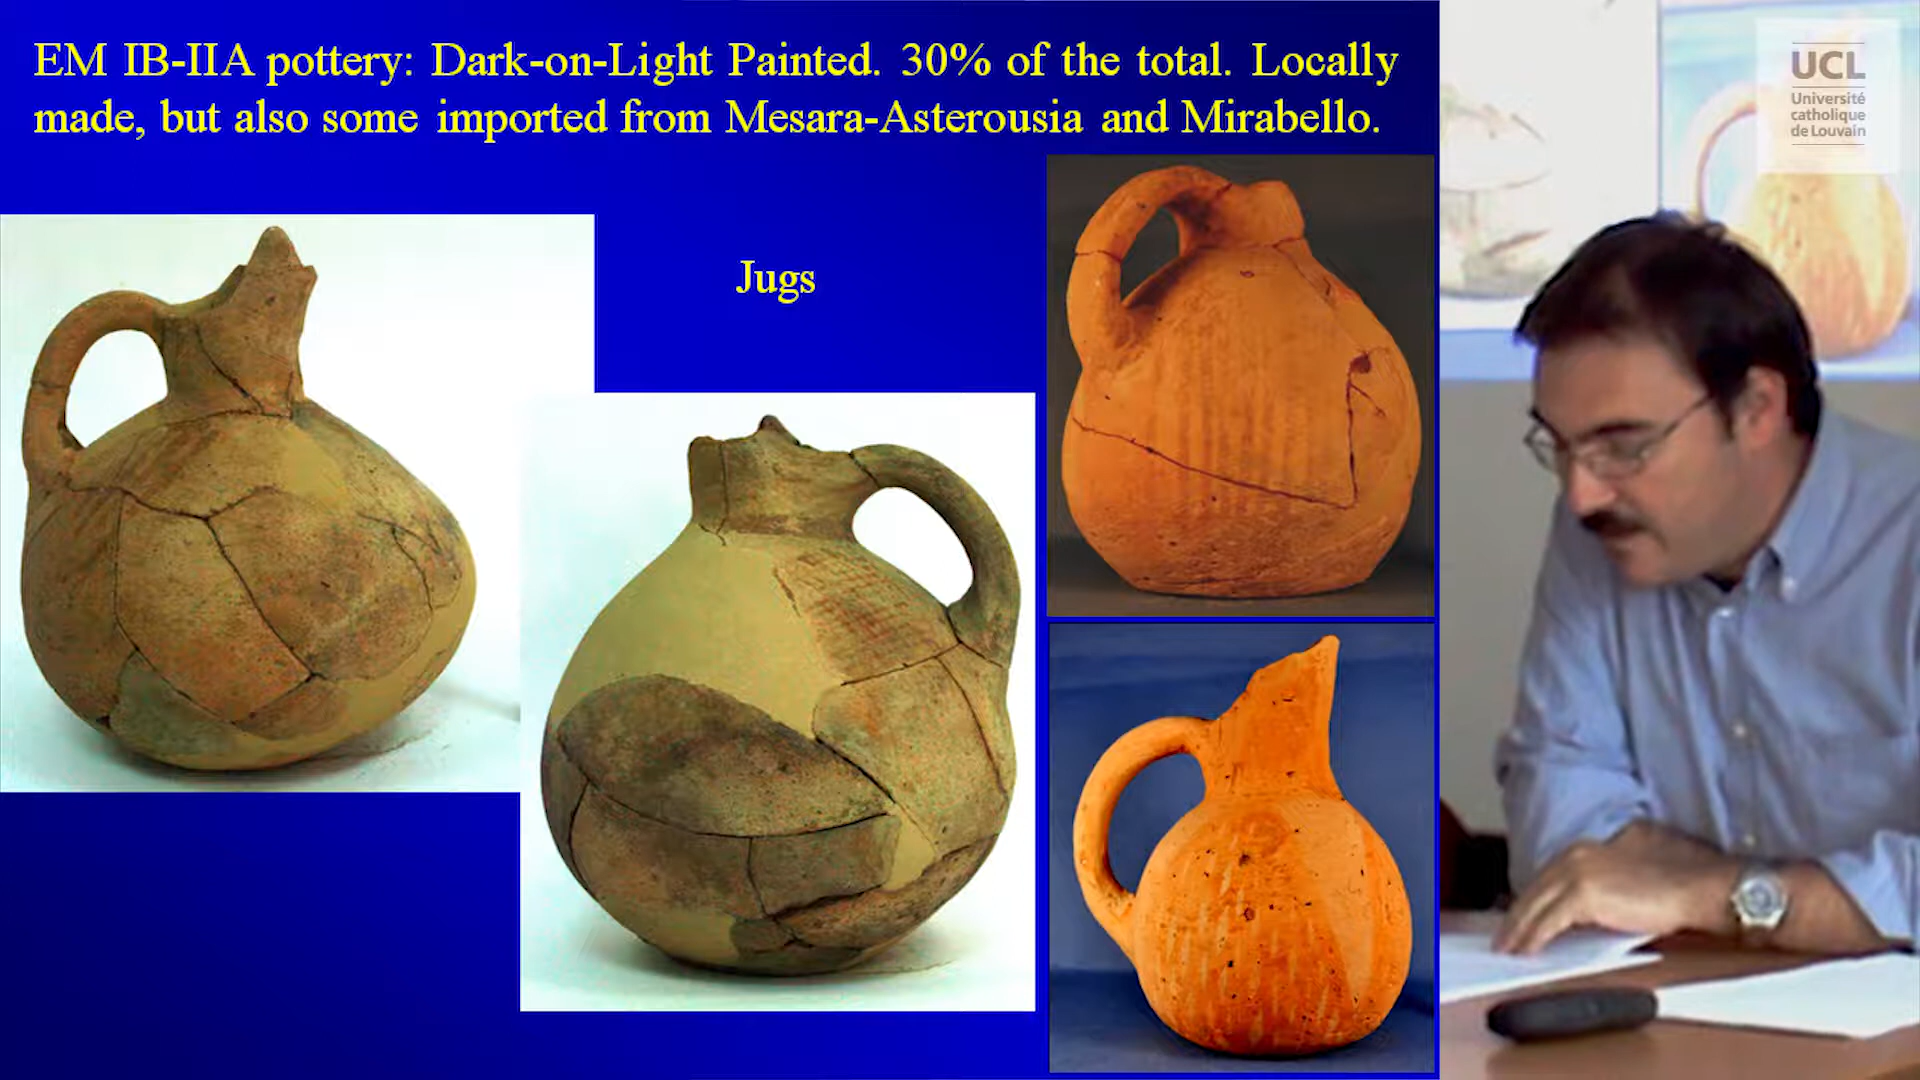 EM IB-IIA pottery: Dark-on-Light Painted. 30% of the total. Locally
made, but also some imported from Mesara-Asterousia and Mirabello.
Jugs
UCL
Université
catholique
de Louvain